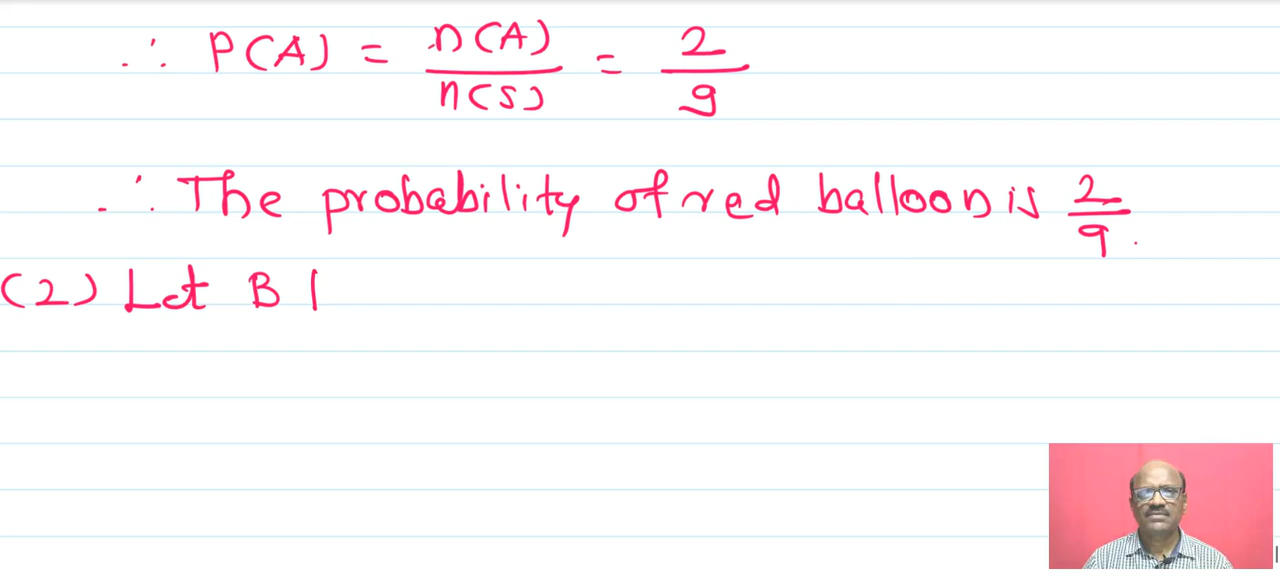 ∴ P(A) = n(A)/n(S) = 2/9
∴ The probability of red balloon is 2/9.
(2) Let B